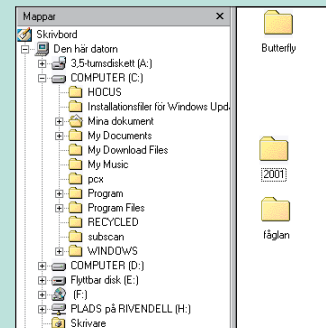 Mappar
Skrivbord
Den här datorn
3,5-tumsdiskett (A:)
COMPUTER (C:)
HOCUS
Installationsfiler för Windows Upd
Mina dokument
My Documents
My Download Files
My Music
pcx
Program
Program Files
RECYCLED
subscan
WINDOWS
COMPUTER (D:)
Flyttbar disk (E:)
(F:)
PLADS på RIVENDELL (H:)
Skrivare
Butterfly
2001
fåglan